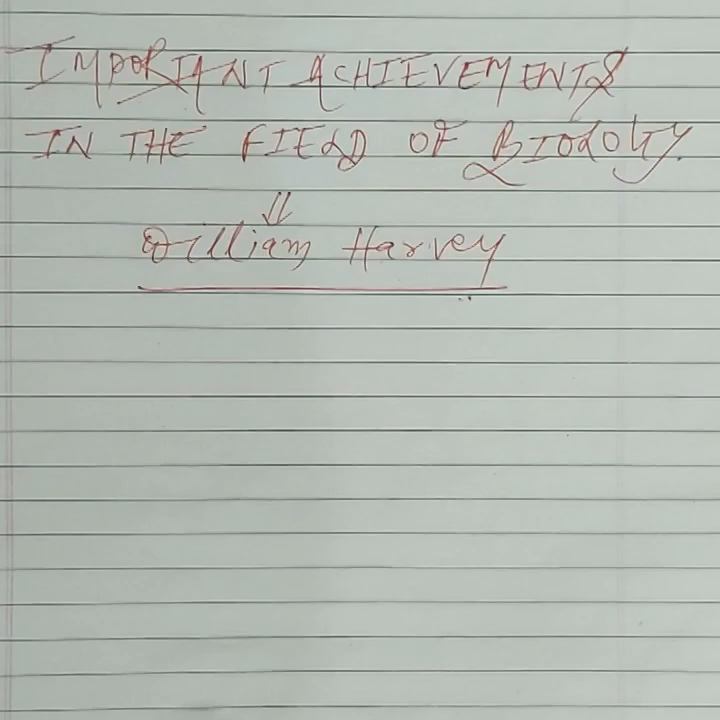 IMPORTANT ACHIEVEMENTS
IN THE FIELD OF BIOLOGY.
⇓
William Harvey